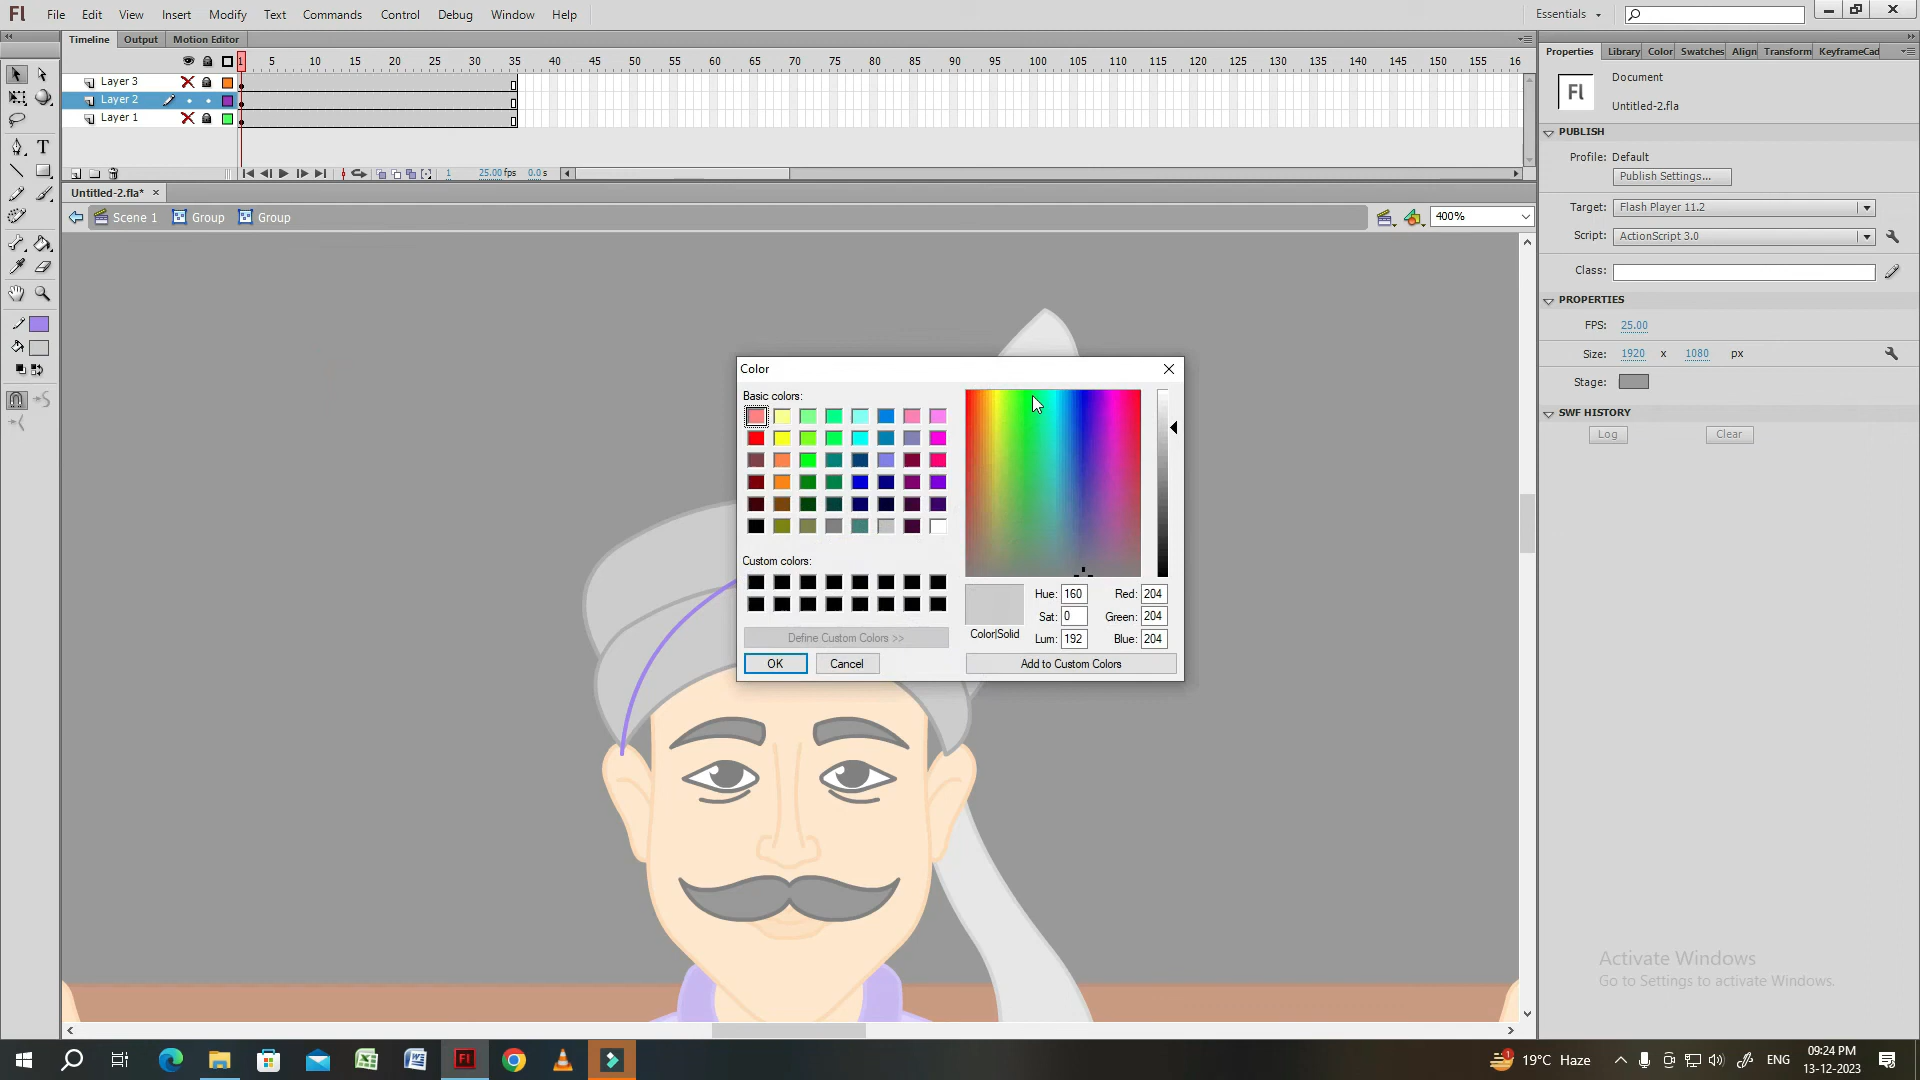 Fl File Edit View Insert Modify Text Commands Control Debug Window Help Essentials
Timeline Output Motion Editor
Properties Library Color Swatches Align Transform KeyframeCad
1 5 10 15 20 25 30 35 40 45 50 55 60 65 70 75 80 85 90 95 100 105 110 115 120 125 130 135 140 145 150 155 16
Layer 3
Layer 2
Layer 1
1 25.00 fps 0.0 s
Untitled-2.fla*
Scene 1 Group Group 400%
Fl
Document
Untitled-2.fla
PUBLISH
Profile: Default
Publish Settings...
Target: Flash Player 11.2
Script: ActionScript 3.0
Class:
PROPERTIES
FPS: 25.00
Size: 1920 x 1080 px
Stage:
SWF HISTORY
Log Clear
Color
Basic colors:
Custom colors:
Define Custom Colors >>
OK Cancel
Hue: 160 Red: 204
Sat: 0 Green: 204
Color|Solid Lum: 192 Blue: 204
Add to Custom Colors
Activate Windows
Go to Settings to activate Windows.
Fl
1 19°C Haze ENG 09:24 PM
13-12-2023